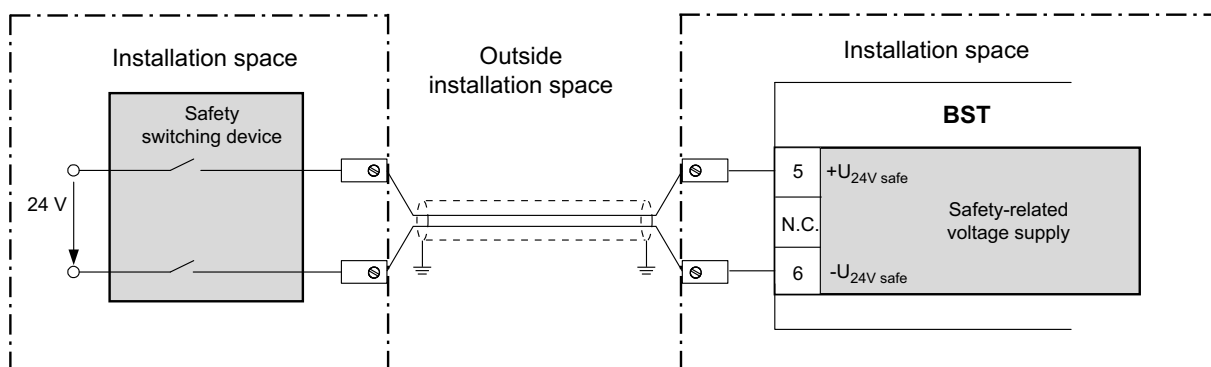 Installation space
Safety
switching device
24 V
Outside
installation space
Installation space
BST
5
+U24V safe
N.C.
6
-U24V safe
Safety-related
voltage supply